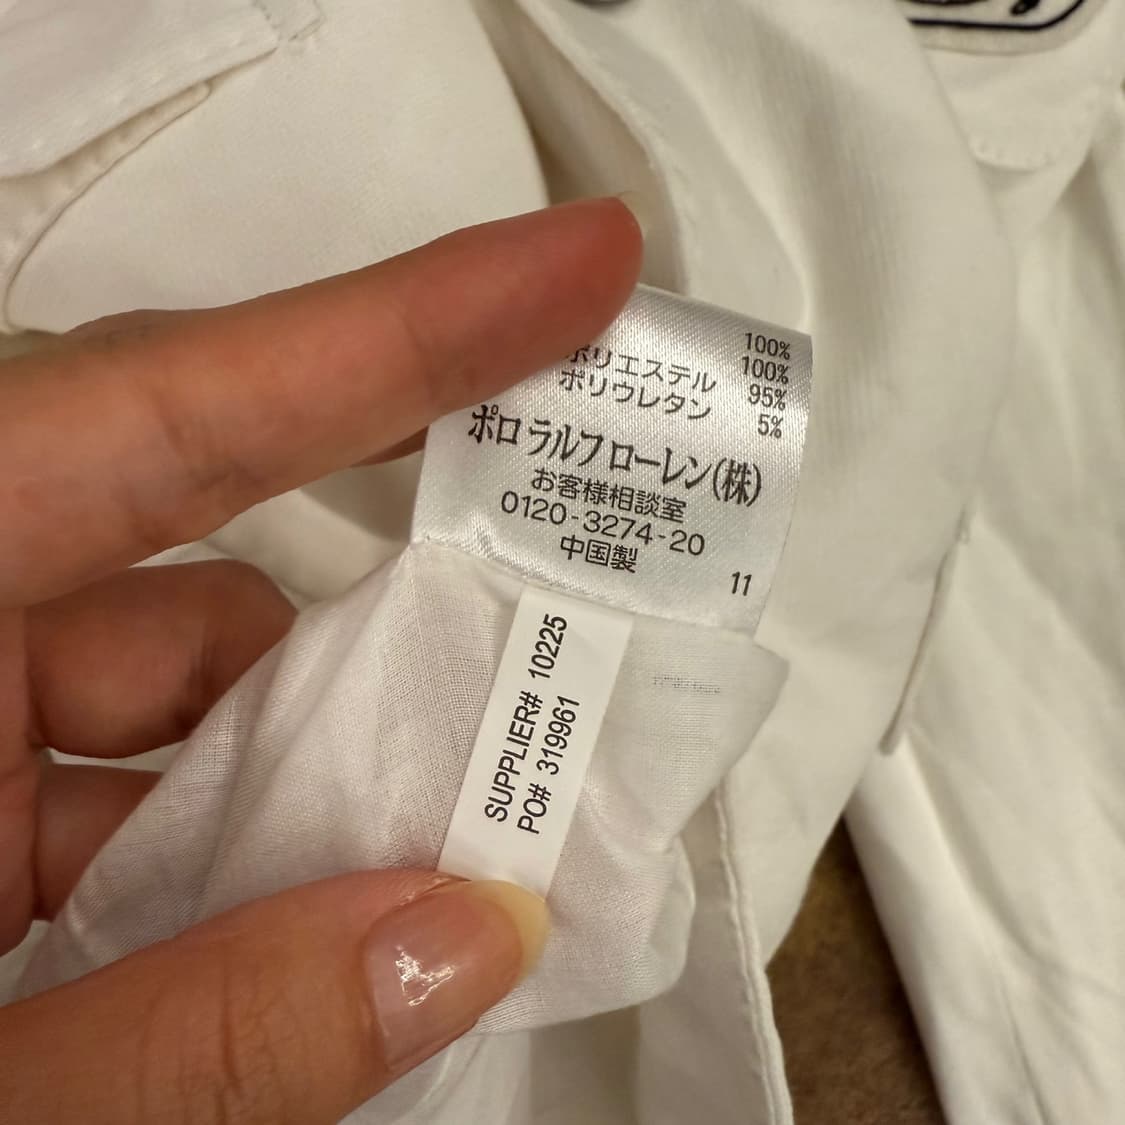 100%
100%
ポリエステル 95%
ポリウレタン 5%
ポロ ラルフ ローレン(株)
お客様相談室
0120-3274-20
中国製
11
SUPPLIER# 10225
PO# 319961